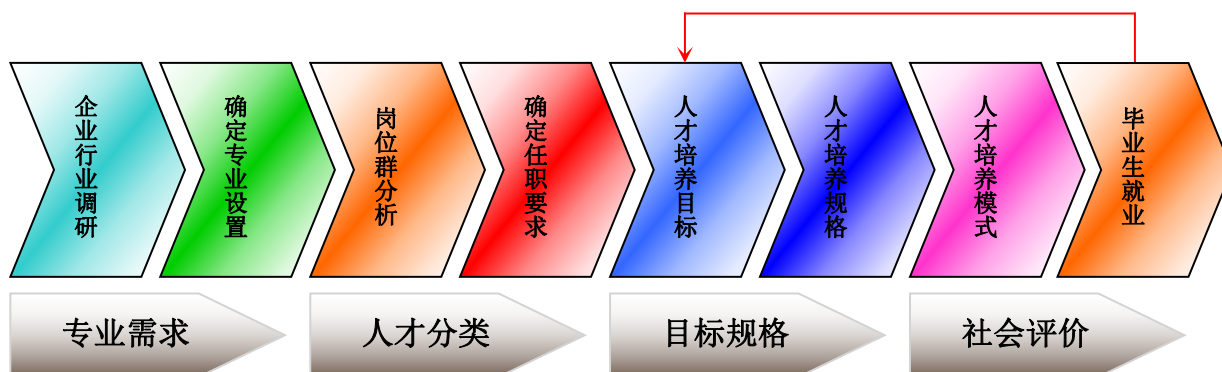 企业行业调研
确定专业设置
岗位群分析
确定任职要求
人才培养目标
人才培养规格
人才培养模式
毕业生就业
专业需求
人才分类
目标规格
社会评价